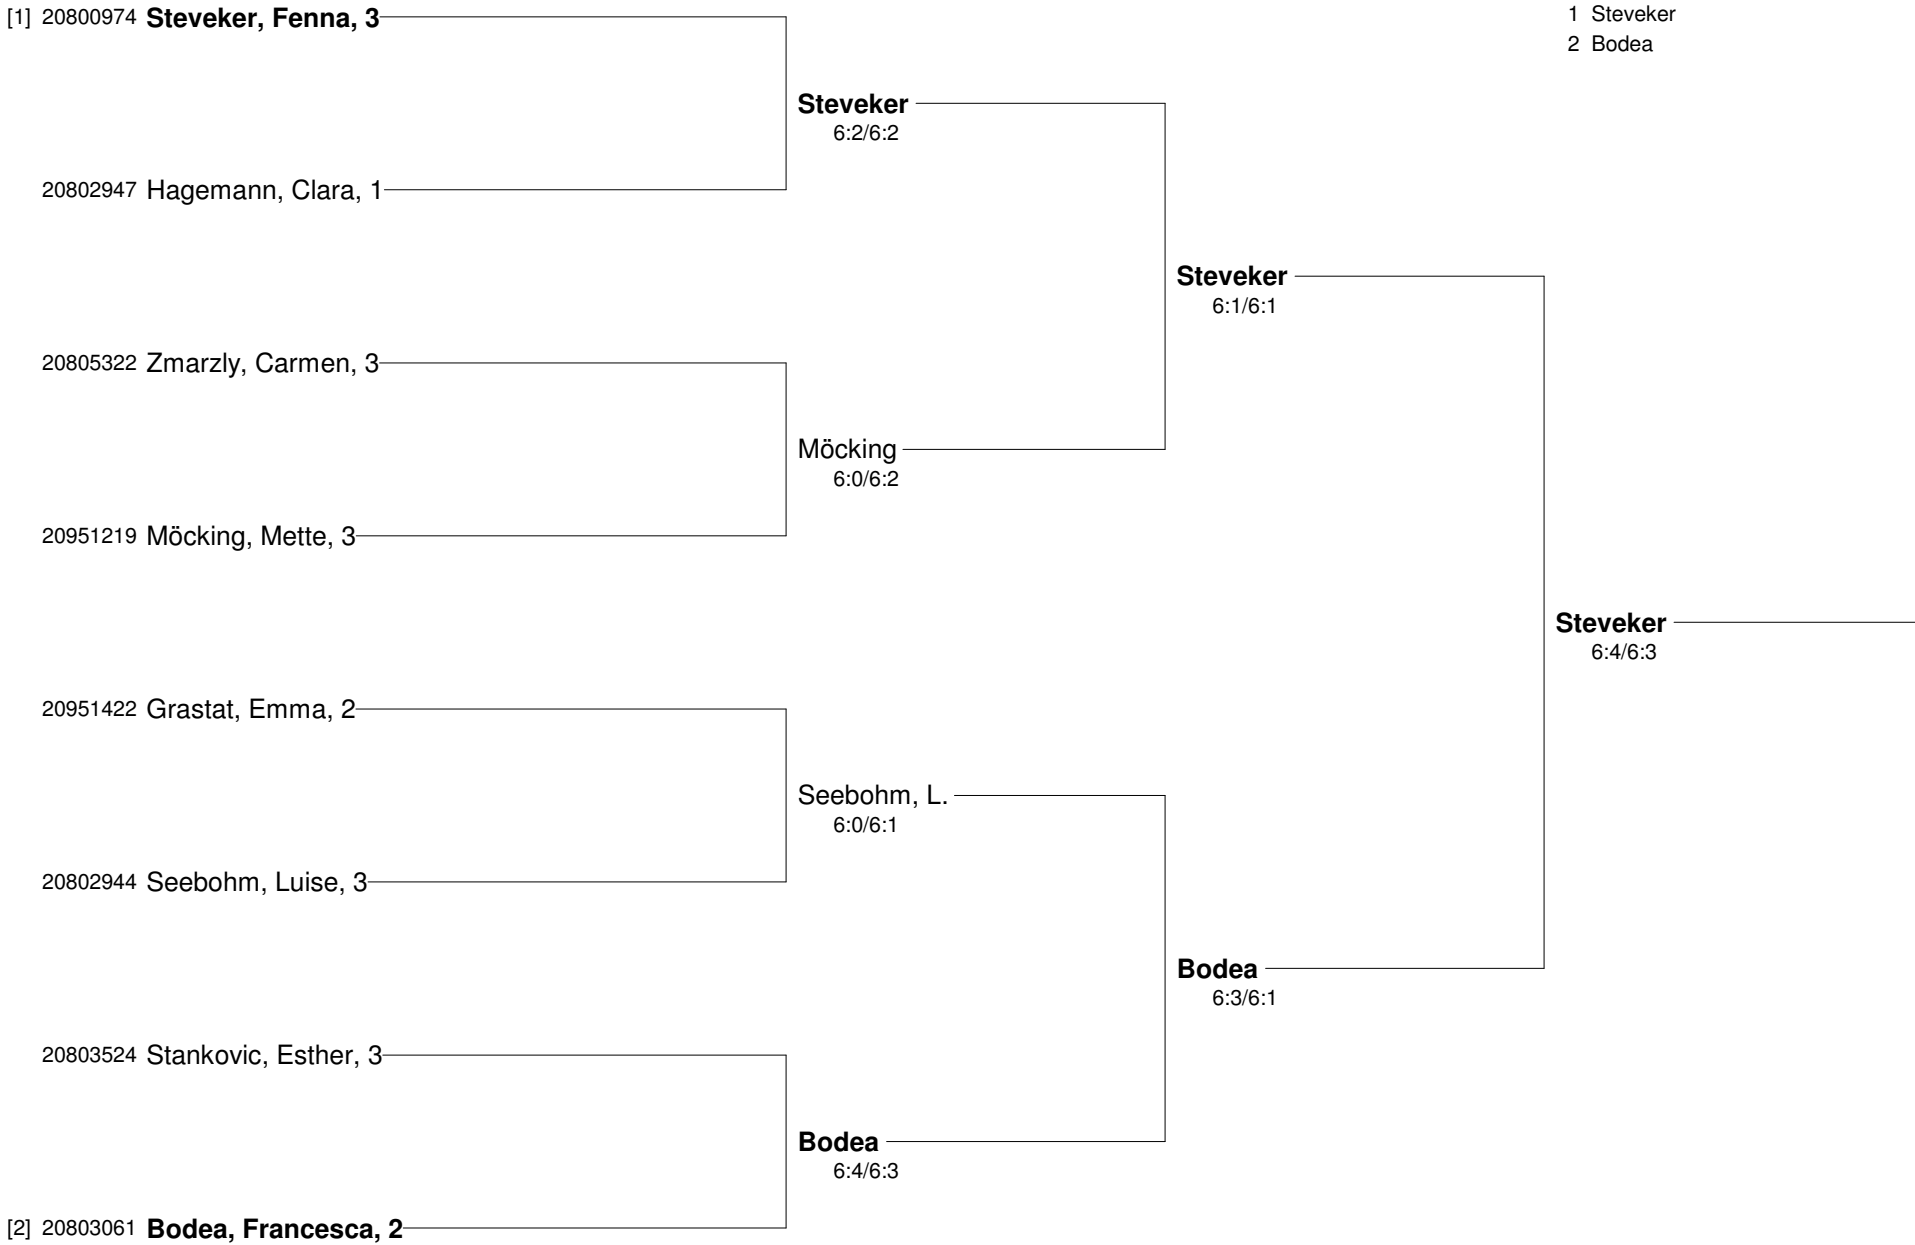 [1] 20800974 Steveker, Fenna, 3
1 Steveker
2 Bodea
Steveker
6:2/6:2
20802947 Hagemann, Clara, 1
Steveker
6:1/6:1
20805322 Zmarzly, Carmen, 3
Möcking
6:0/6:2
20951219 Möcking, Mette, 3
Steveker
6:4/6:3
20951422 Grastat, Emma, 2
Seebohm, L.
6:0/6:1
20802944 Seebohm, Luise, 3
Bodea
6:3/6:1
20803524 Stankovic, Esther, 3
Bodea
6:4/6:3
[2] 20803061 Bodea, Francesca, 2